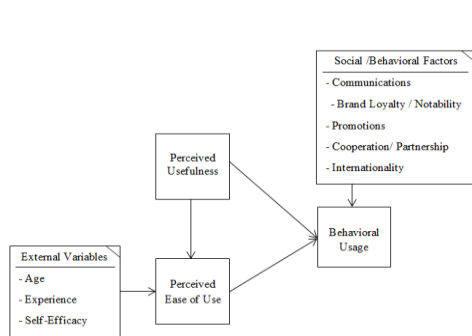 Social /Behavioral Factors
- Communications
- Brand Loyalty / Notability
- Promotions
- Cooperation/ Partnership
- Internationality
Perceived
Usefulness
Behavioral
Usage
External Variables
- Age
- Experience
- Self-Efficacy
Perceived
Ease of Use